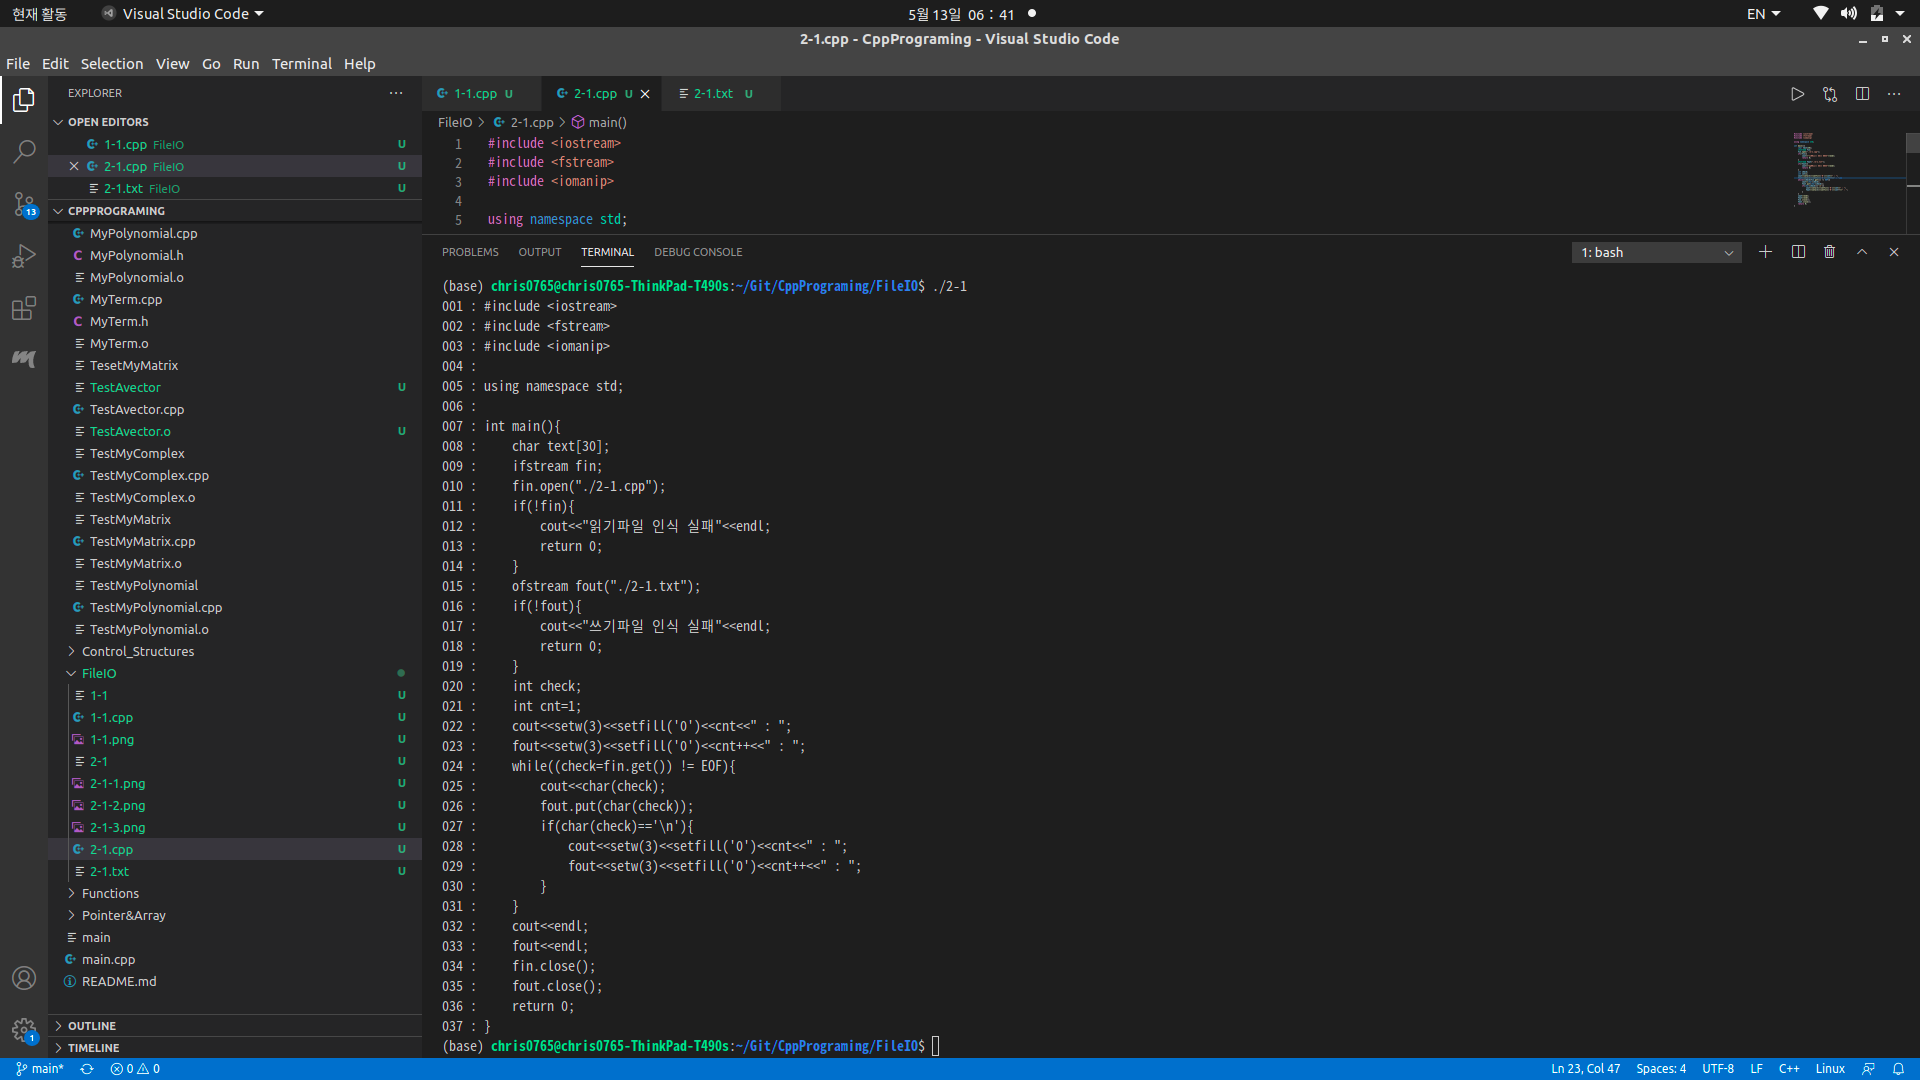 현재 활동
Visual Studio Code
5월 13일 06 : 41
EN
2-1.cpp - CppPrograming - Visual Studio Code
File Edit Selection View Go Run Terminal Help
EXPLORER
OPEN EDITORS
1-1.cpp FileIO U
2-1.cpp FileIO U
2-1.txt FileIO U
CPPPROGRAMING
MyPolynomial.cpp
MyPolynomial.h
MyPolynomial.o
MyTerm.cpp
MyTerm.h
MyTerm.o
TesetMyMatrix
TestAvector U
TestAvector.cpp
TestAvector.o U
TestMyComplex
TestMyComplex.cpp
TestMyComplex.o
TestMyMatrix
TestMyMatrix.cpp
TestMyMatrix.o
TestMyPolynomial
TestMyPolynomial.cpp
TestMyPolynomial.o
Control_Structures
FileIO
1-1 U
1-1.cpp U
1-1.png U
2-1 U
2-1-1.png U
2-1-2.png U
2-1-3.png U
2-1.cpp U
2-1.txt U
Functions
Pointer&Array
main
main.cpp
README.md
OUTLINE
TIMELINE
13
1
1-1.cpp U 2-1.cpp U 2-1.txt U
FileIO > 2-1.cpp > main()
1 #include <iostream>
2 #include <fstream>
3 #include <iomanip>
4
5 using namespace std;
PROBLEMS OUTPUT TERMINAL DEBUG CONSOLE 1: bash
(base) chris0765@chris0765-ThinkPad-T490s:~/Git/CppPrograming/FileIO$ ./2-1
001 : #include <iostream>
002 : #include <fstream>
003 : #include <iomanip>
004 :
005 : using namespace std;
006 :
007 : int main(){
008 :     char text[30];
009 :     ifstream fin;
010 :     fin.open("./2-1.cpp");
011 :     if(!fin){
012 :         cout<<"읽기파일 인식 실패"<<endl;
013 :         return 0;
014 :     }
015 :     ofstream fout("./2-1.txt");
016 :     if(!fout){
017 :         cout<<"쓰기파일 인식 실패"<<endl;
018 :         return 0;
019 :     }
020 :     int check;
021 :     int cnt=1;
022 :     cout<<setw(3)<<setfill('0')<<cnt<<" : ";
023 :     fout<<setw(3)<<setfill('0')<<cnt++<<" : ";
024 :     while((check=fin.get()) != EOF){
025 :         cout<<char(check);
026 :         fout.put(char(check));
027 :         if(char(check)=='\n'){
028 :             cout<<setw(3)<<setfill('0')<<cnt<<" : ";
029 :             fout<<setw(3)<<setfill('0')<<cnt++<<" : ";
030 :         }
031 :     }
032 :     cout<<endl;
033 :     fout<<endl;
034 :     fin.close();
035 :     fout.close();
036 :     return 0;
037 : }
(base) chris0765@chris0765-ThinkPad-T490s:~/Git/CppPrograming/FileIO$
main* 0 0 Ln 23, Col 47 Spaces: 4 UTF-8 LF C++ Linux